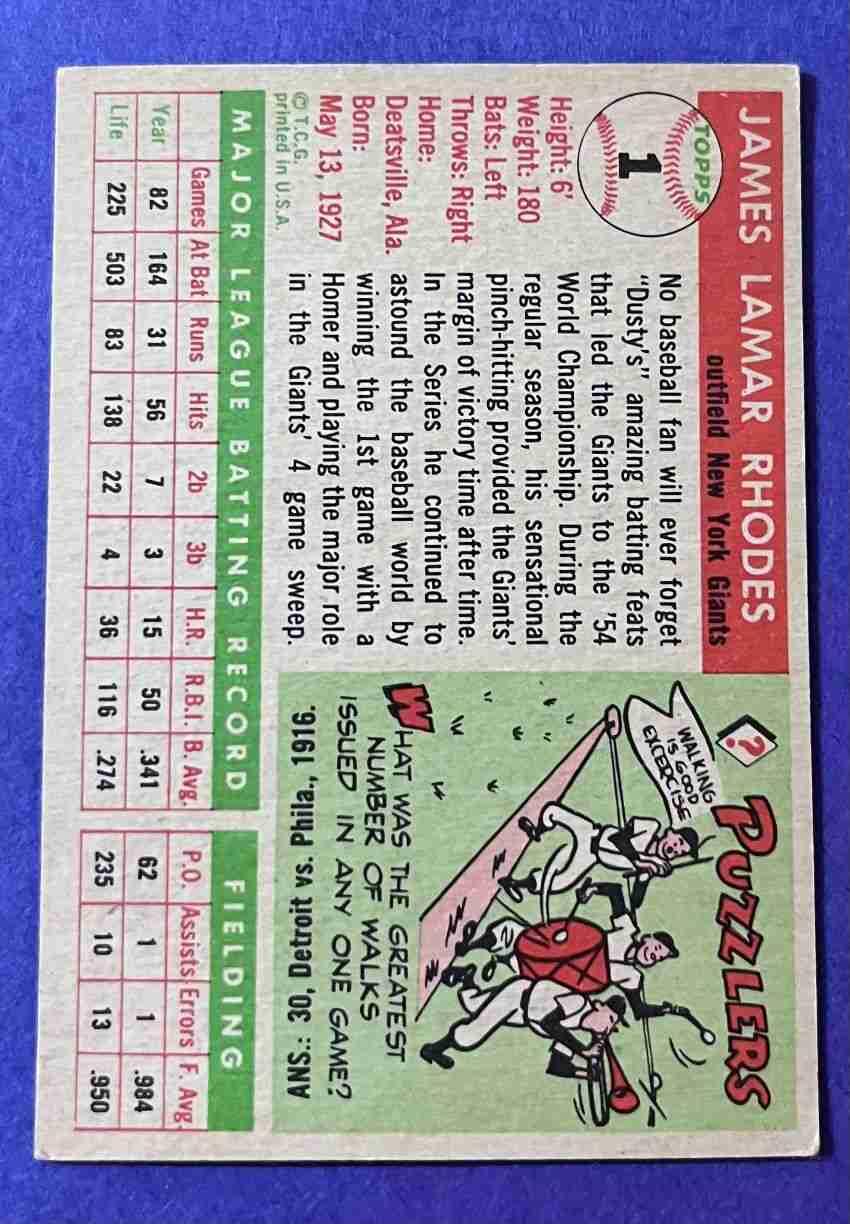 JAMES LAMAR RHODES
outfield New York Giants
TOPPS
1
Height: 6'
Weight: 180
Bats: Left
Throws: Right
Home:
Deatsville, Ala.
Born:
May 13, 1927
© T.C.G.
printed in U.S.A.
No baseball fan will ever forget
"Dusty's" amazing batting feats
that led the Giants to the '54
World Championship. During the
regular season, his sensational
pinch-hitting provided the Giants'
margin of victory time after time.
In the Series he continued to
astound the baseball world by
winning the 1st game with a
Homer and playing the major role
in the Giants' 4 game sweep.
?
PUZZLERS
WALKING
IS GOOD
EXCERCISE
WHAT WAS THE GREATEST
NUMBER OF WALKS
ISSUED IN ANY ONE GAME?
ANS:: 30, Detroit vs. Phila., 1916.
MAJOR LEAGUE BATTING RECORD FIELDING
Games At Bat Runs Hits 2b 3b H.R. R.B.I. B. Avg. P.O. Assists Errors F. Avg.
Year 82 164 31 56 7 3 15 50 .341 62 1 1 .984
Life 225 503 83 138 22 4 36 116 .274 235 10 13 .950